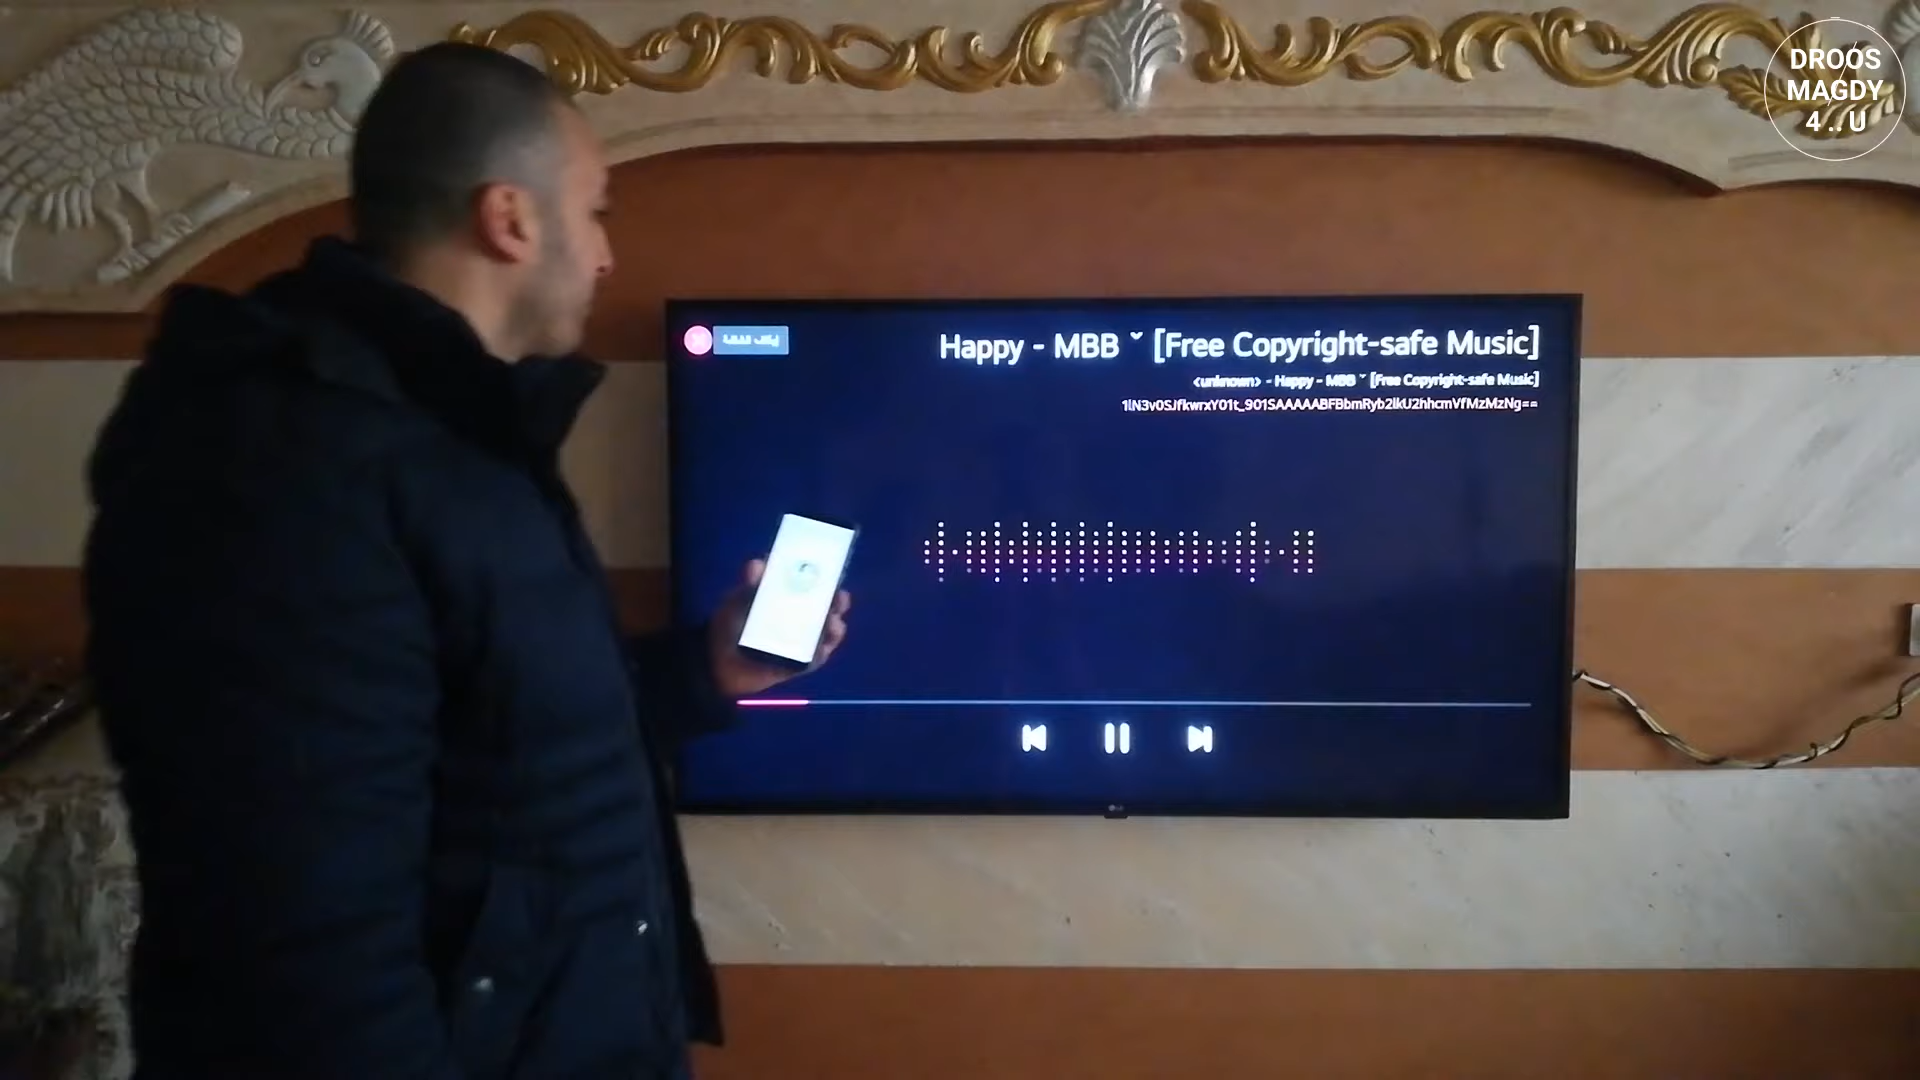 DROOS
MAGDY
4 .. U
Happy - MBB ˇ [Free Copyright-safe Music]
<unknown> - Happy - MBB ˇ [Free Copyright-safe Music]
1lN3v0SJfkwrxY01t_901SAAAAABFBbmRyb2lkU2hhcmVfMzMzNg==
LG